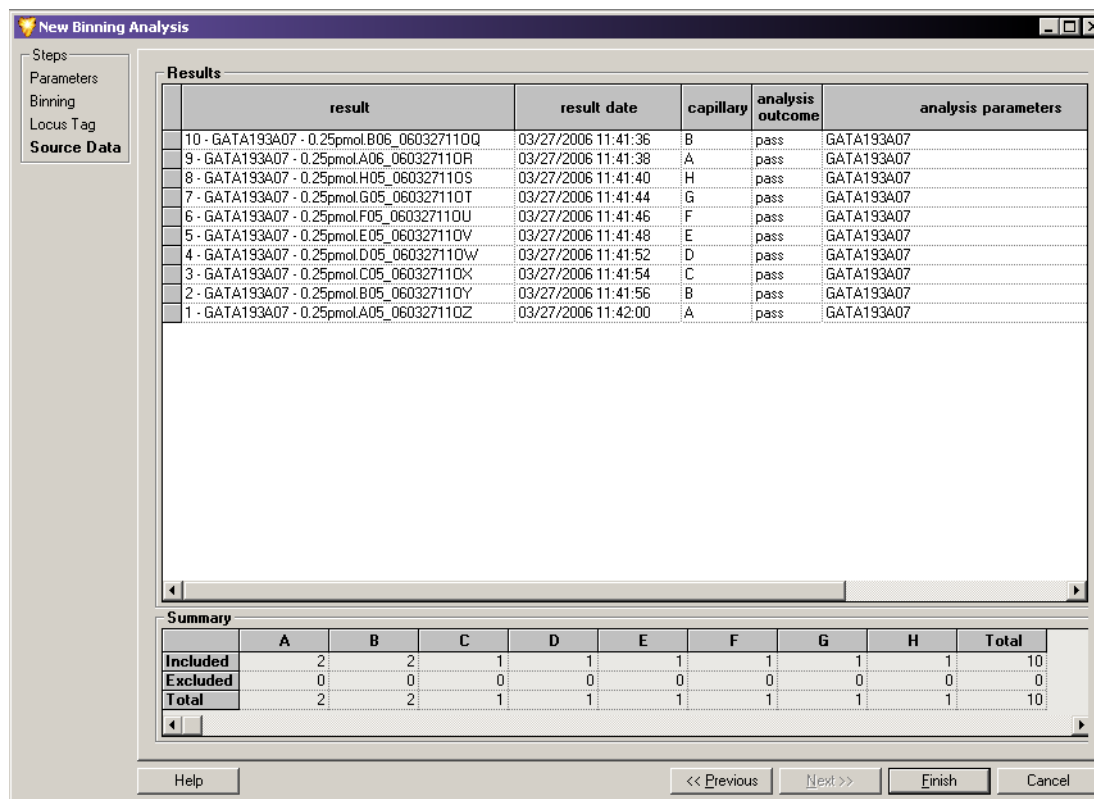 New Binning Analysis
Steps
Parameters
Binning
Locus Tag
Source Data
Results
result result date capillary analysis outcome analysis parameters
10 - GATA193A07 - 0.25pmol.B06_06032711OQ 03/27/2006 11:41:36 B pass GATA193A07
9 - GATA193A07 - 0.25pmol.A06_06032711OR 03/27/2006 11:41:38 A pass GATA193A07
8 - GATA193A07 - 0.25pmol.H05_06032711OS 03/27/2006 11:41:40 H pass GATA193A07
7 - GATA193A07 - 0.25pmol.G05_06032711OT 03/27/2006 11:41:44 G pass GATA193A07
6 - GATA193A07 - 0.25pmol.F05_06032711OU 03/27/2006 11:41:46 F pass GATA193A07
5 - GATA193A07 - 0.25pmol.E05_06032711OV 03/27/2006 11:41:48 E pass GATA193A07
4 - GATA193A07 - 0.25pmol.D05_06032711OW 03/27/2006 11:41:52 D pass GATA193A07
3 - GATA193A07 - 0.25pmol.C05_06032711OX 03/27/2006 11:41:54 C pass GATA193A07
2 - GATA193A07 - 0.25pmol.B05_06032711OY 03/27/2006 11:41:56 B pass GATA193A07
1 - GATA193A07 - 0.25pmol.A05_06032711OZ 03/27/2006 11:42:00 A pass GATA193A07
Summary
A B C D E F G H Total
Included 2 2 1 1 1 1 1 1 10
Excluded 0 0 0 0 0 0 0 0 0
Total 2 2 1 1 1 1 1 1 10
Help << Previous Next >> Finish Cancel